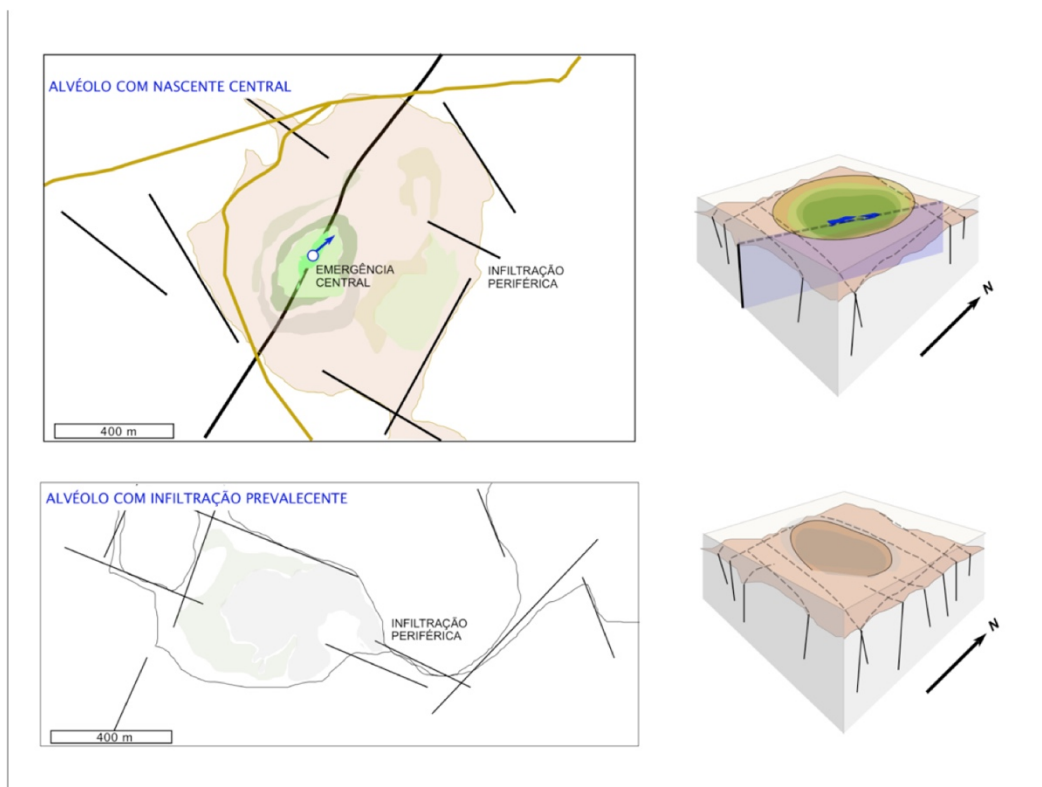 ALVÉOLO COM NASCENTE CENTRAL
EMERGÊNCIA
CENTRAL
INFILTRAÇÃO
PERIFÉRICA
400 m
N
ALVÉOLO COM INFILTRAÇÃO PREVALECENTE
INFILTRAÇÃO
PERIFÉRICA
400 m
N